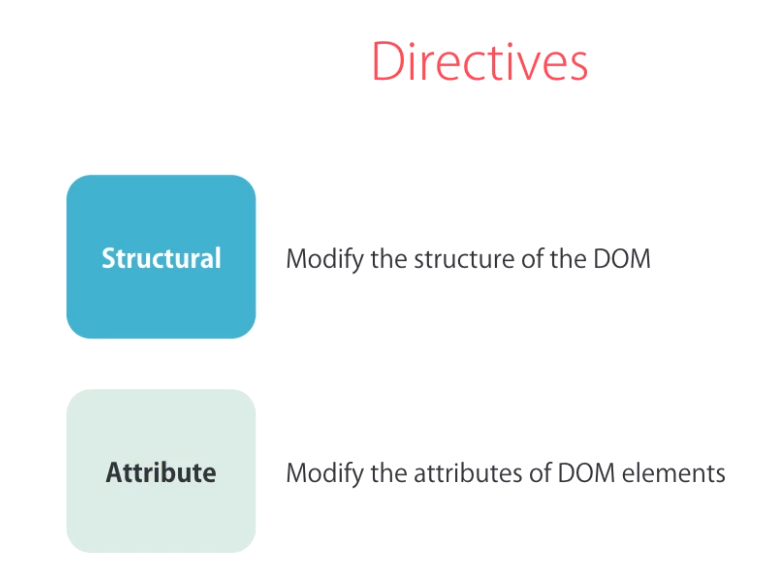 Directives
Structural
Modify the structure of the DOM
Attribute
Modify the attributes of DOM elements